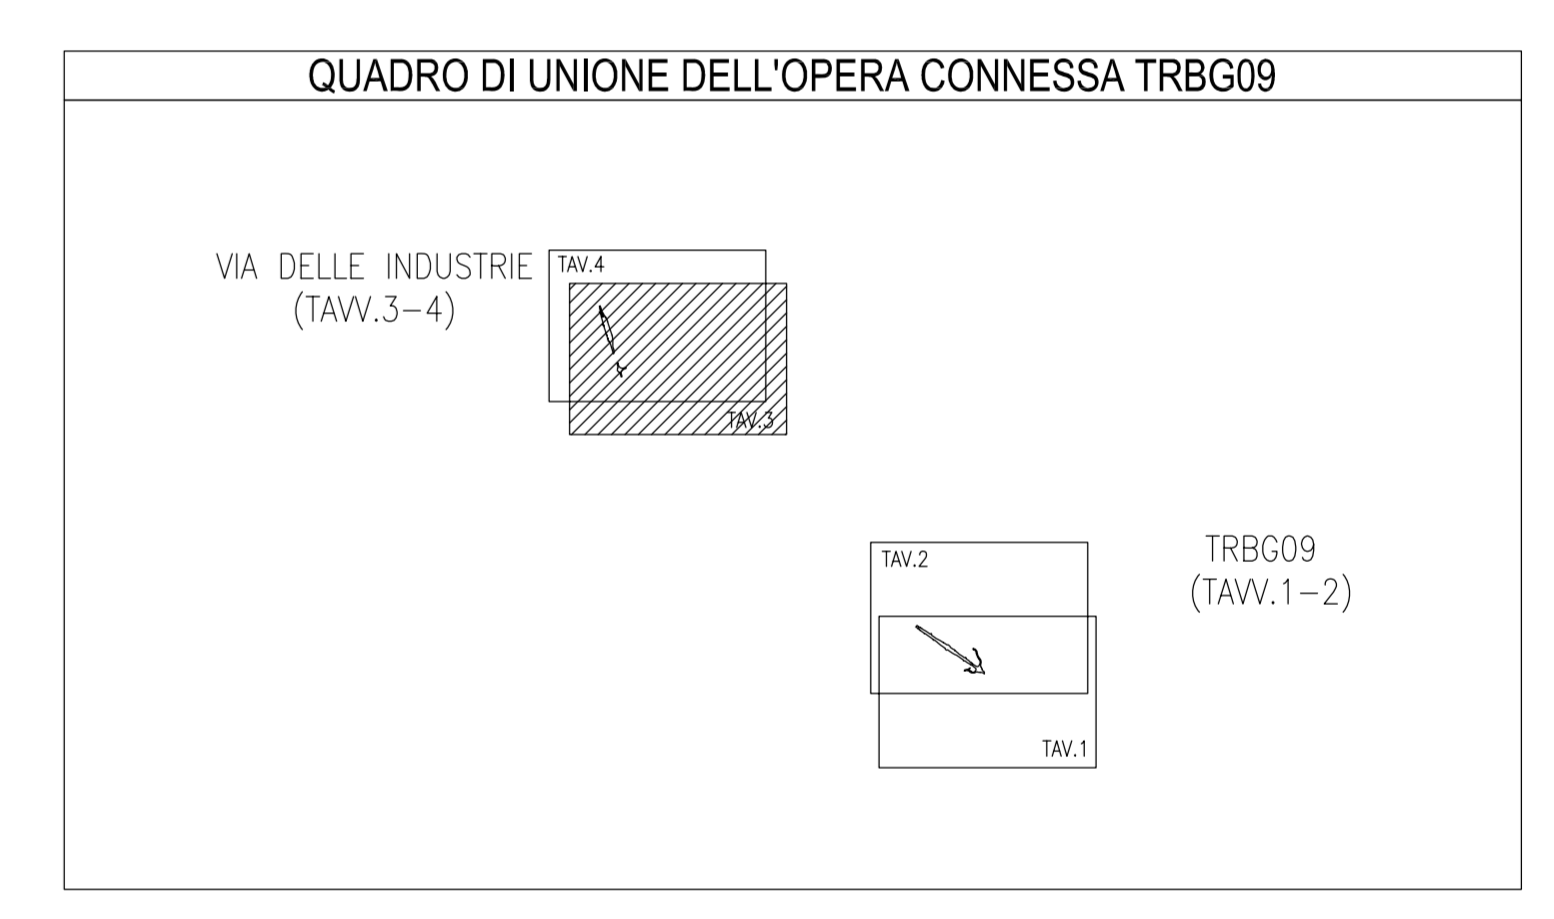 QUADRO DI UNIONE DELL'OPERA CONNESSA TRBG09
VIA DELLE INDUSTRIE
(TAVV.3-4)
TAV.4
TAV.3
TRBG09
(TAVV.1-2)
TAV.2
TAV.1